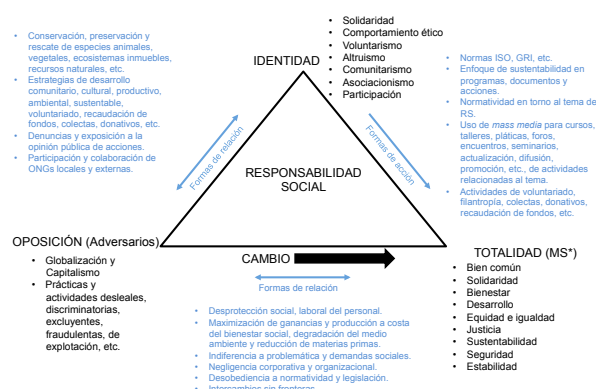 • Solidaridad
• Comportamiento ético
• Voluntarismo
• Altruismo
• Comunitarismo
• Asociacionismo
• Participación
IDENTIDAD
• Conservación, preservación y
rescate de especies animales,
vegetales, ecosistemas inmuebles,
recursos naturales, etc.
• Estrategias de desarrollo
comunitario, cultural, productivo,
ambiental, sustentable,
voluntariado, recaudación de
fondos, colectas, donativos, etc.
• Denuncias y exposición a la
opinión pública de acciones.
• Participación y colaboración de
ONGs locales y externas.
• Normas ISO, GRI, etc.
• Enfoque de sustentabilidad en
programas, documentos y
acciones.
• Normatividad en torno al tema de
RS.
• Uso de mass media para cursos,
talleres, pláticas, foros,
encuentros, seminarios,
actualización, difusión,
promoción, etc., de actividades
relacionadas al tema.
• Actividades de voluntariado,
filantropía, colectas, donativos,
recaudación de fondos, etc.
Formas de relación
Formas de acción
RESPONSABILIDAD
SOCIAL
OPOSICIÓN (Adversarios)
• Globalización y
Capitalismo
• Prácticas y
actividades desleales,
discriminatorias,
excluyentes,
fraudulentas, de
explotación, etc.
CAMBIO
Formas de relación
• Desprotección social, laboral del personal.
• Maximización de ganancias y producción a costa
del bienestar social, degradación del medio
ambiente y reducción de materias primas.
• Indiferencia a problemática y demandas sociales.
• Negligencia corporativa y organizacional.
• Desobediencia a normatividad y legislación.
• Intercambios sin fronteras.
TOTALIDAD (MS*)
• Bien común
• Solidaridad
• Bienestar
• Desarrollo
• Equidad e igualdad
• Justicia
• Sustentabilidad
• Seguridad
• Estabilidad